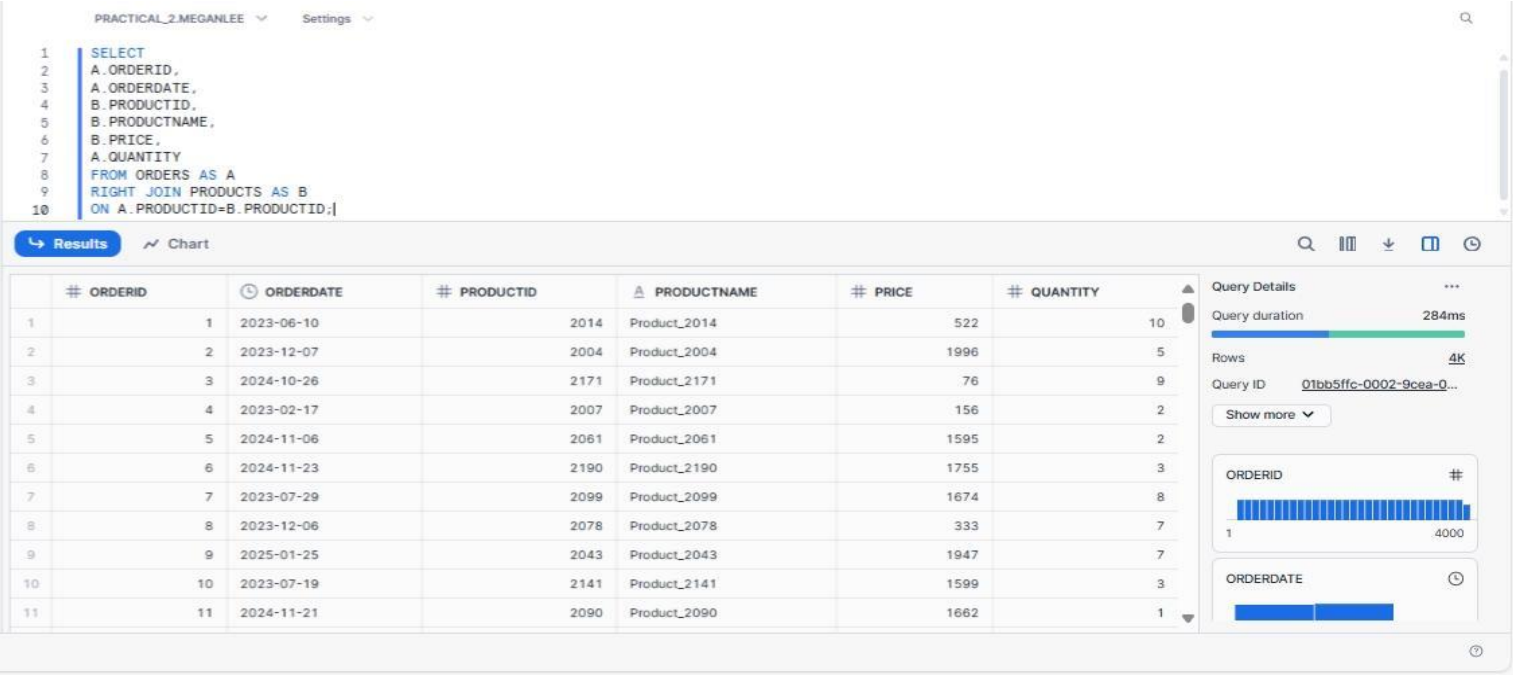 PRACTICAL_2.MEGANLEE Settings
1 SELECT
2 A.ORDERID,
3 A.ORDERDATE,
4 B.PRODUCTID,
5 B.PRODUCTNAME,
6 B.PRICE,
7 A.QUANTITY
8 FROM ORDERS AS A
9 RIGHT JOIN PRODUCTS AS B
10 ON A.PRODUCTID=B.PRODUCTID;
Results Chart
# ORDERID ORDERDATE # PRODUCTID A PRODUCTNAME # PRICE # QUANTITY
1 1 2023-06-10 2014 Product_2014 522 10
2 2 2023-12-07 2004 Product_2004 1996 5
3 3 2024-10-26 2171 Product_2171 76 9
4 4 2023-02-17 2007 Product_2007 156 2
5 5 2024-11-06 2061 Product_2061 1595 2
6 6 2024-11-23 2190 Product_2190 1755 3
7 7 2023-07-29 2099 Product_2099 1674 8
8 8 2023-12-06 2078 Product_2078 333 7
9 9 2025-01-25 2043 Product_2043 1947 7
10 10 2023-07-19 2141 Product_2141 1599 3
11 11 2024-11-21 2090 Product_2090 1662 1
Query Details ...
Query duration 284ms
Rows 4K
Query ID 01bb5ffc-0002-9cea-0...
Show more
ORDERID #
1 4000
ORDERDATE